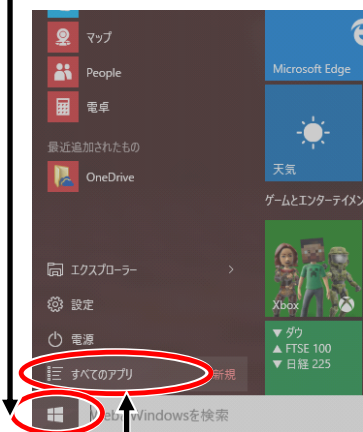 マップ
People
電卓
最近追加されたもの
OneDrive
エクスプローラー
設定
電源
すべてのアプリ 新規
Web と Windowsを検索
Microsoft Edge
天気
ゲームとエンターテイメン
Xbox
▼ ダウ
▲ FTSE 100
▼ 日経 225